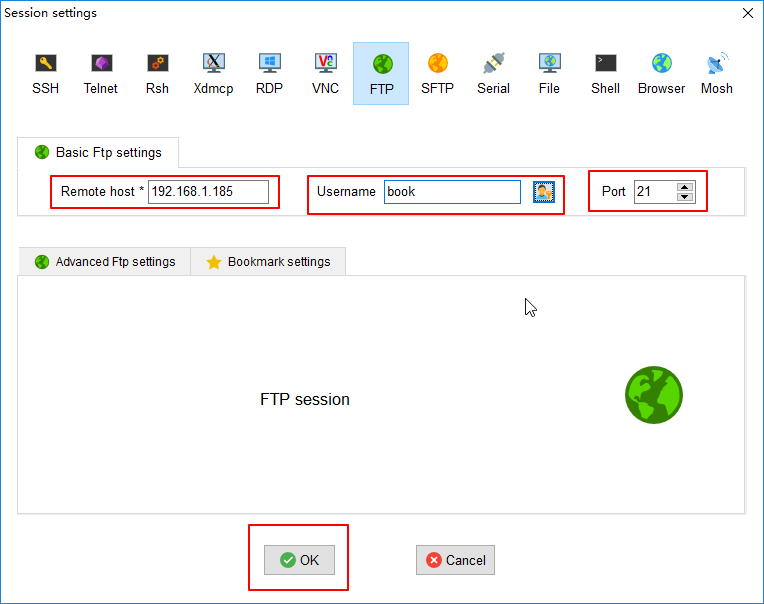 Session settings
SSH Telnet Rsh Xdmcp RDP VNC FTP SFTP Serial File Shell Browser Mosh
Basic Ftp settings
Remote host * 192.168.1.185 Username book Port 21
Advanced Ftp settings Bookmark settings
FTP session
OK Cancel